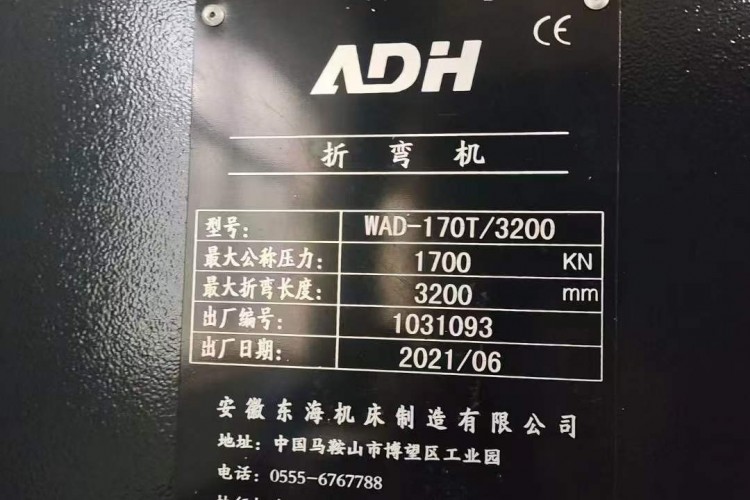 ADH CE
折弯机
型号: WAD-170T/3200
最大公称压力: 1700 KN
最大折弯长度: 3200 mm
出厂编号: 1031093
出厂日期: 2021/06
安徽东海机床制造有限公司
地址: 中国马鞍山市博望区工业园
电话: 0555-6767788